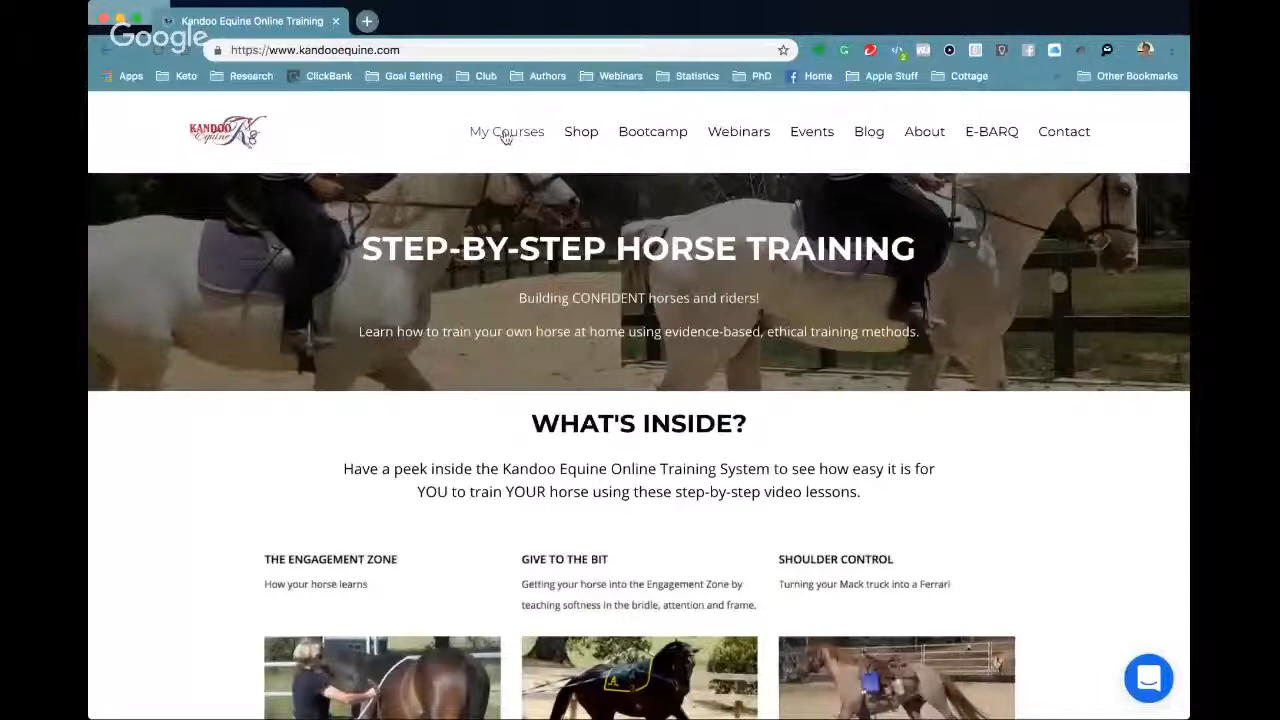 Kandoo Equine Online Training
Google
https://www.kandooequine.com
Apps Keto Research ClickBank Goal Setting Club Authors Webinars Statistics PhD Home Apple Stuff Cottage Other Bookmarks
KANDOO
Equine
My Courses Shop Bootcamp Webinars Events Blog About E-BARQ Contact
STEP-BY-STEP HORSE TRAINING
Building CONFIDENT horses and riders!
Learn how to train your own horse at home using evidence-based, ethical training methods.
WHAT'S INSIDE?
Have a peek inside the Kandoo Equine Online Training System to see how easy it is for
YOU to train YOUR horse using these step-by-step video lessons.
THE ENGAGEMENT ZONE
How your horse learns
GIVE TO THE BIT
Getting your horse into the Engagement Zone by
teaching softness in the bridle, attention and frame.
SHOULDER CONTROL
Turning your Mack truck into a Ferrari